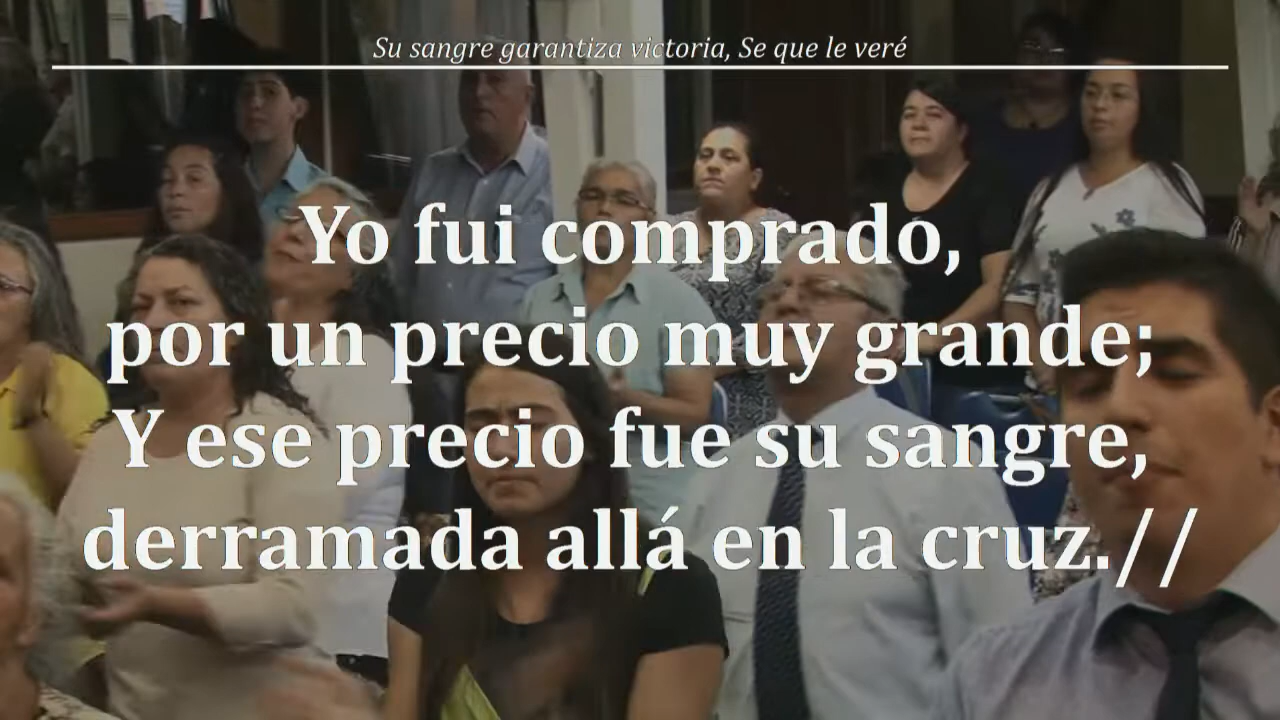 Su sangre garantiza victoria, Se que le veré
Yo fui comprado,
por un precio muy grande;
Y ese precio fue su sangre,
derramada allá en la cruz.//